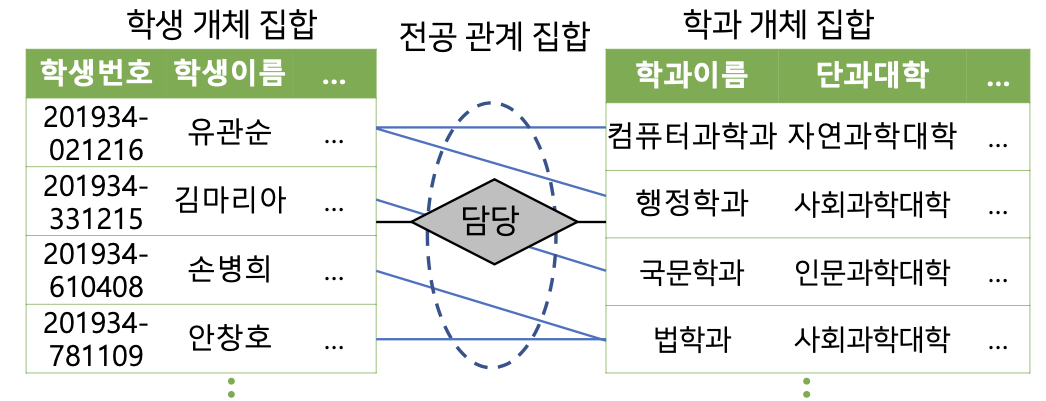 학생 개체 집합
전공 관계 집합
학과 개체 집합
학생번호 학생이름 ...
201934-
021216 유관순 ...
201934-
331215 김마리아 ...
201934-
610408 손병희 ...
201934-
781109 안창호 ...
담당
학과이름 단과대학 ...
컴퓨터과학과 자연과학대학 ...
행정학과 사회과학대학 ...
국문학과 인문과학대학 ...
법학과 사회과학대학 ...